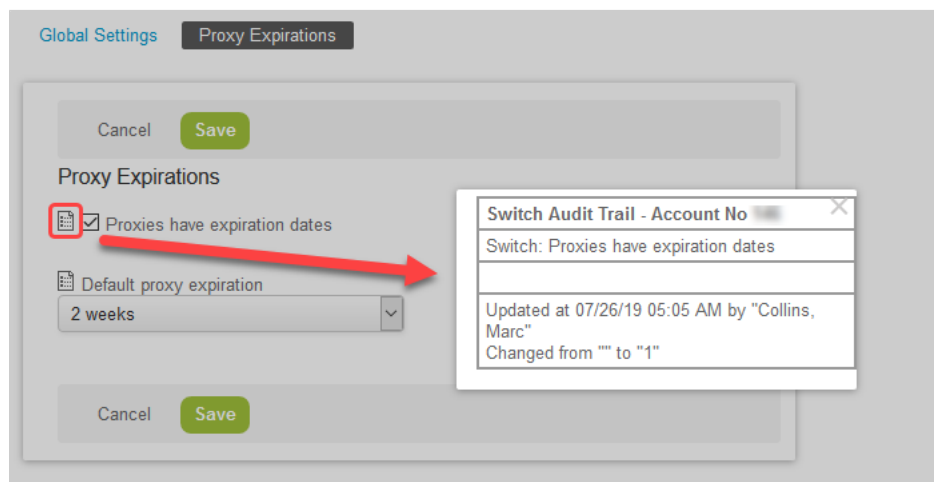 Global Settings Proxy Expirations
Cancel Save
Proxy Expirations
Proxies have expiration dates
Default proxy expiration
2 weeks
Cancel Save
Switch Audit Trail - Account No
Switch: Proxies have expiration dates
Updated at 07/26/19 05:05 AM by "Collins,
Marc"
Changed from "" to "1"